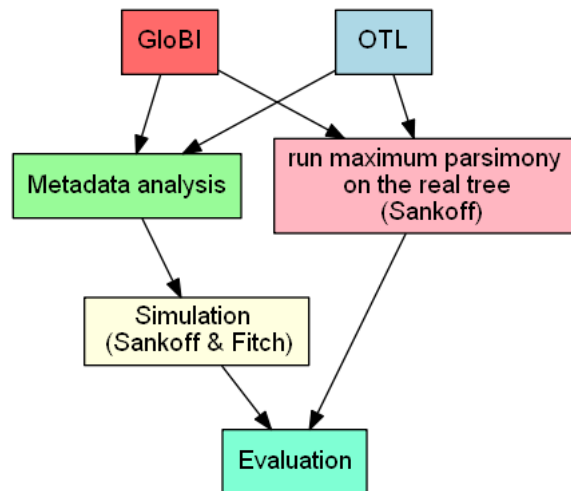 GloBI
OTL
Metadata analysis
run maximum parsimony
on the real tree
(Sankoff)
Simulation
(Sankoff & Fitch)
Evaluation